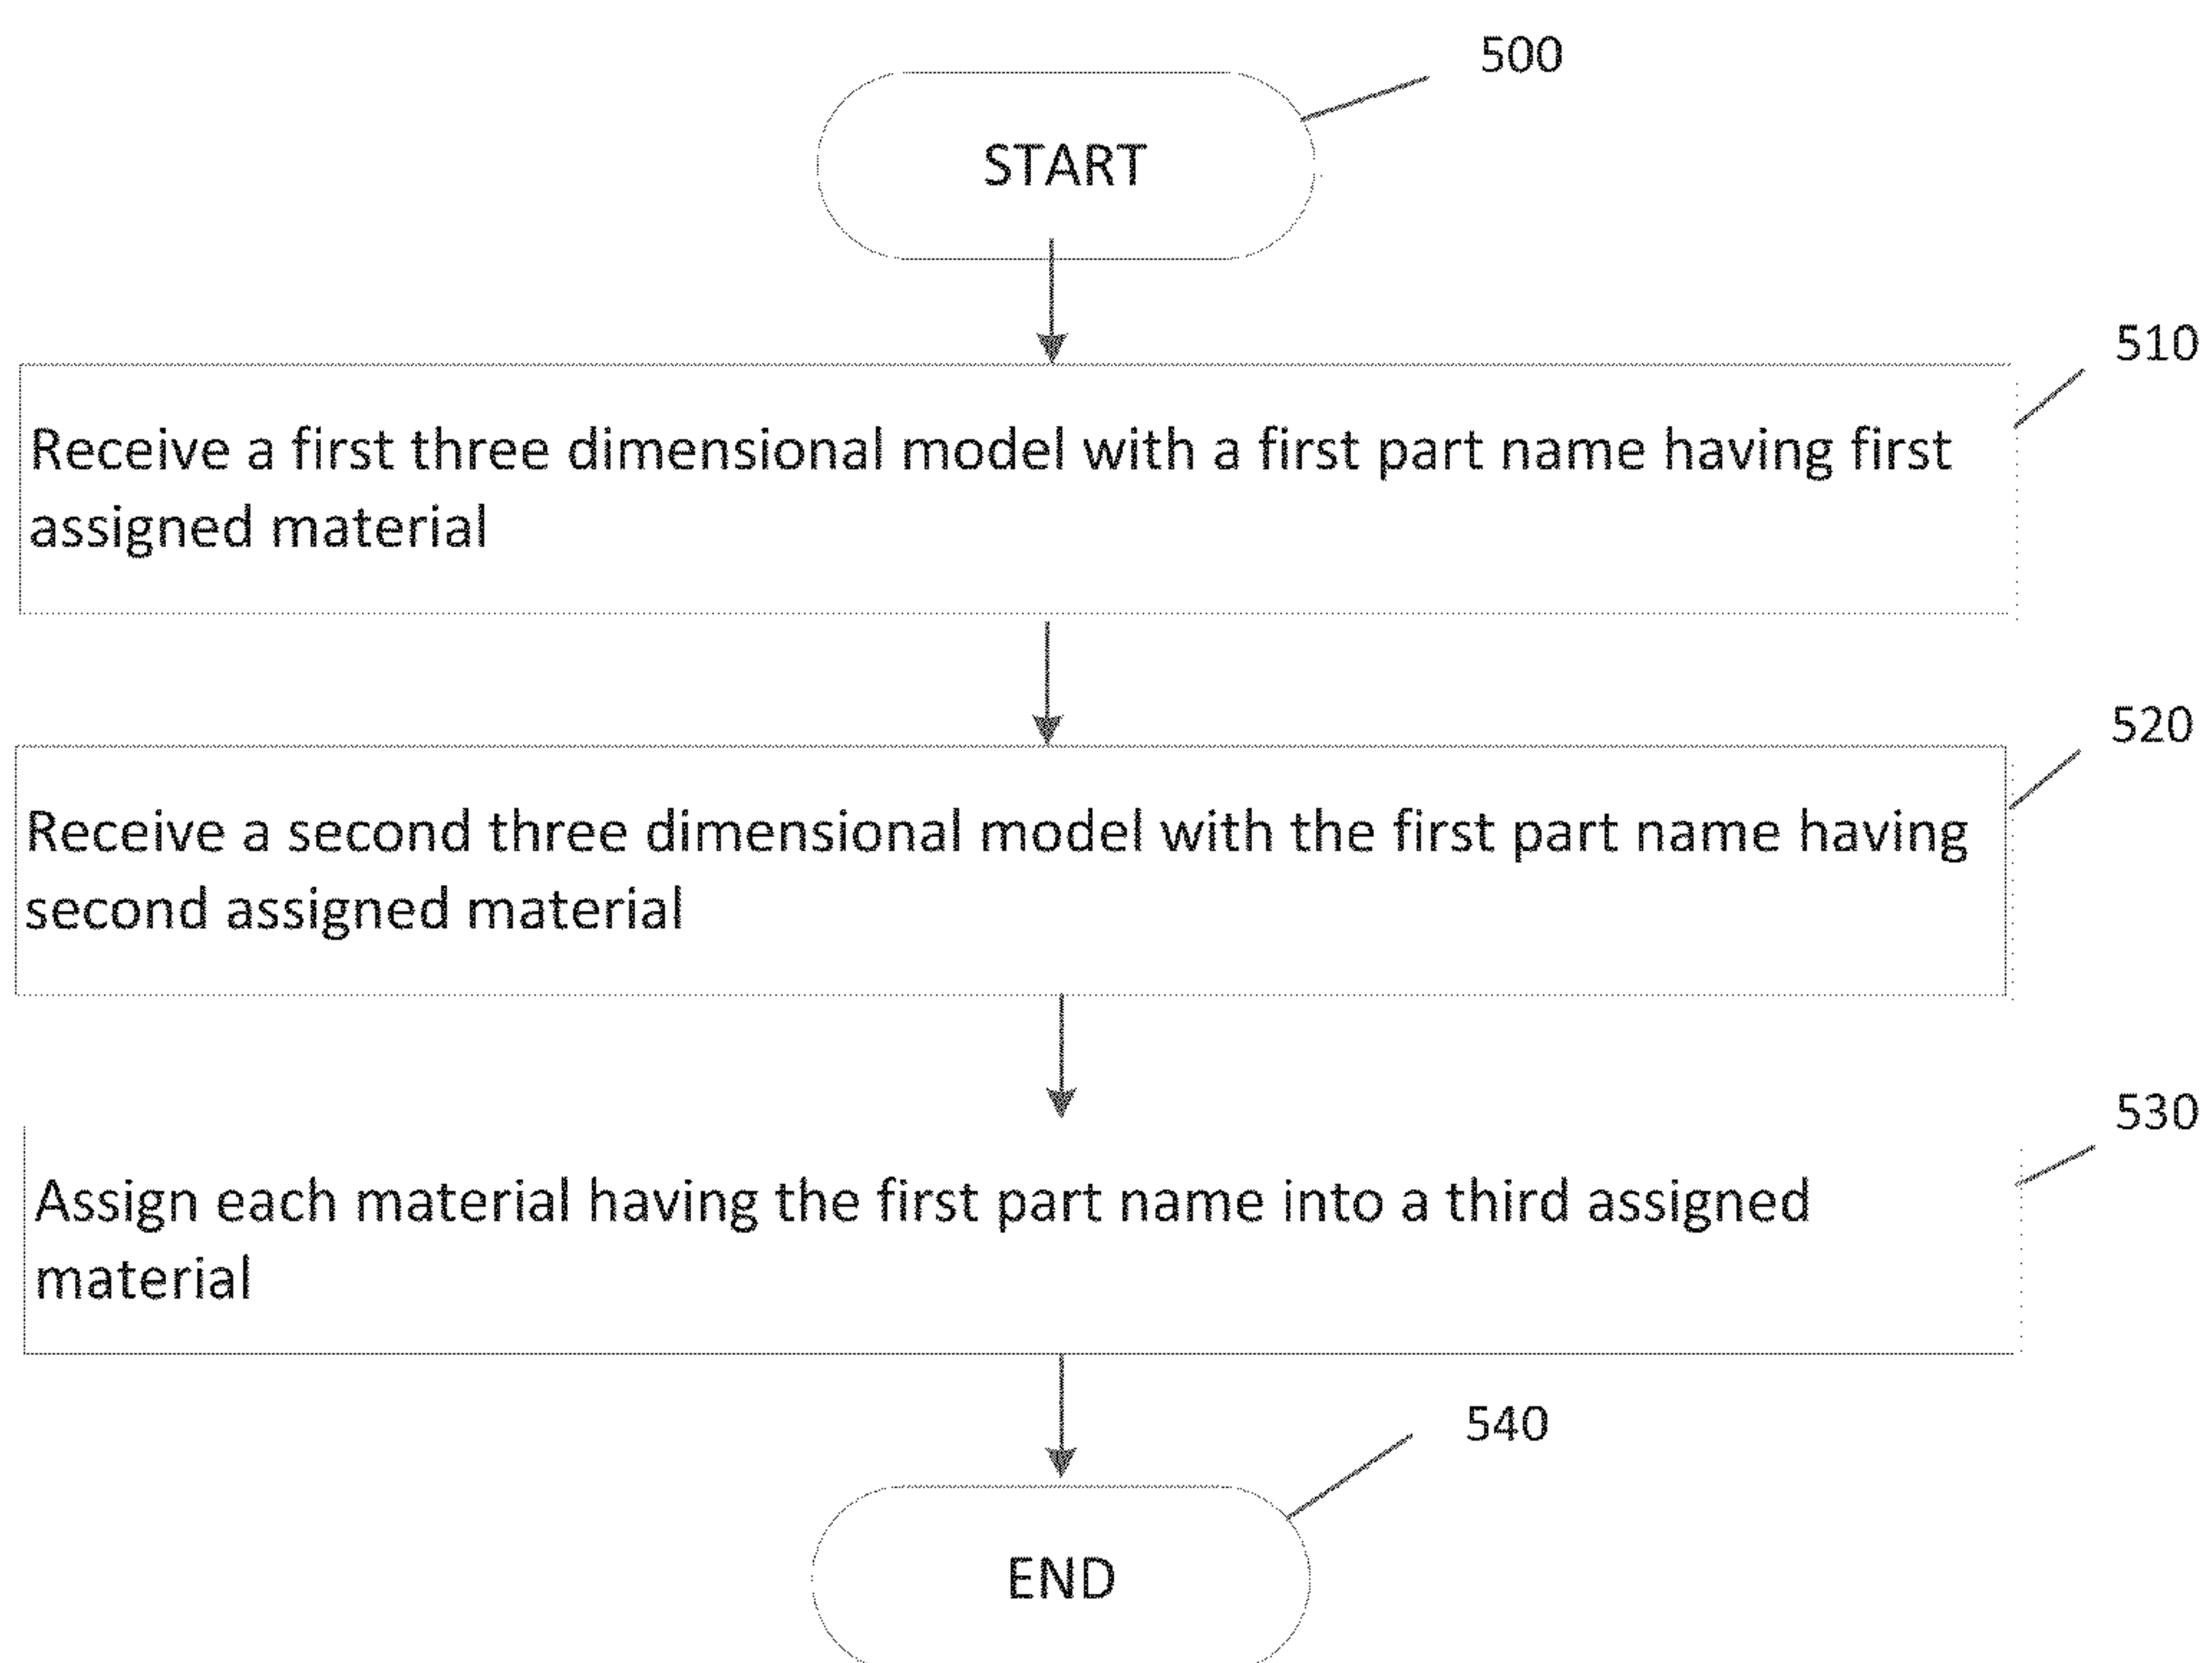 500
START
510
Receive a first three dimensional model with a first part name having first
assigned material
520
Receive a second three dimensional model with the first part name having
second assigned material
530
Assign each material having the first part name into a third assigned
material
540
END